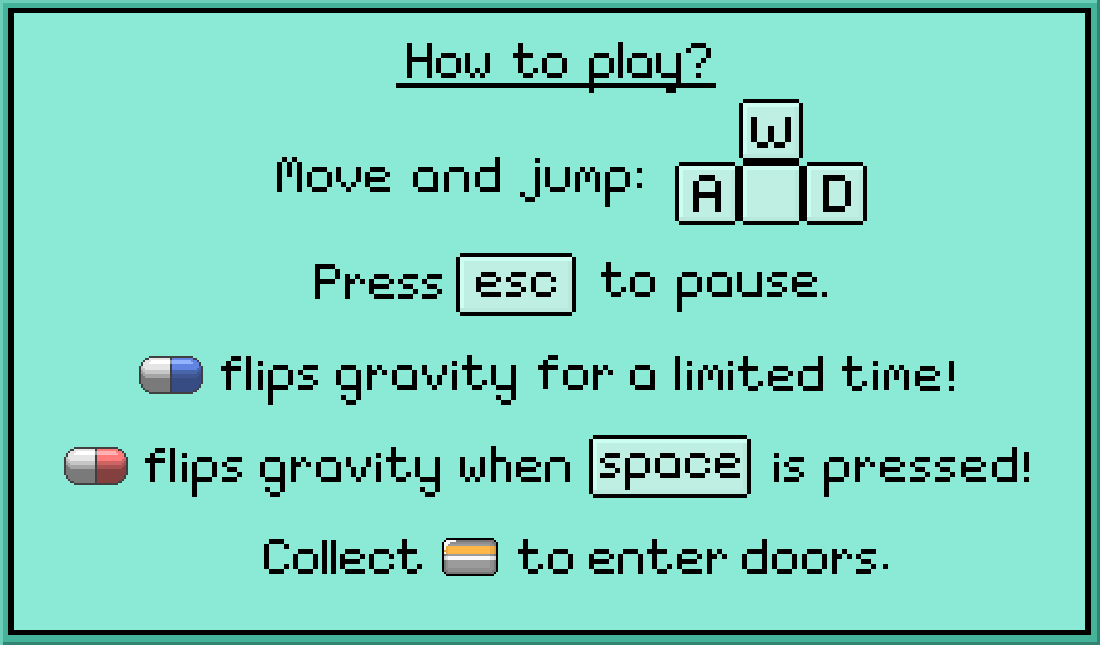 How to play?
W
Move and jump: A D
Press esc to pause.
flips gravity for a limited time!
flips gravity when space is pressed!
Collect to enter doors.